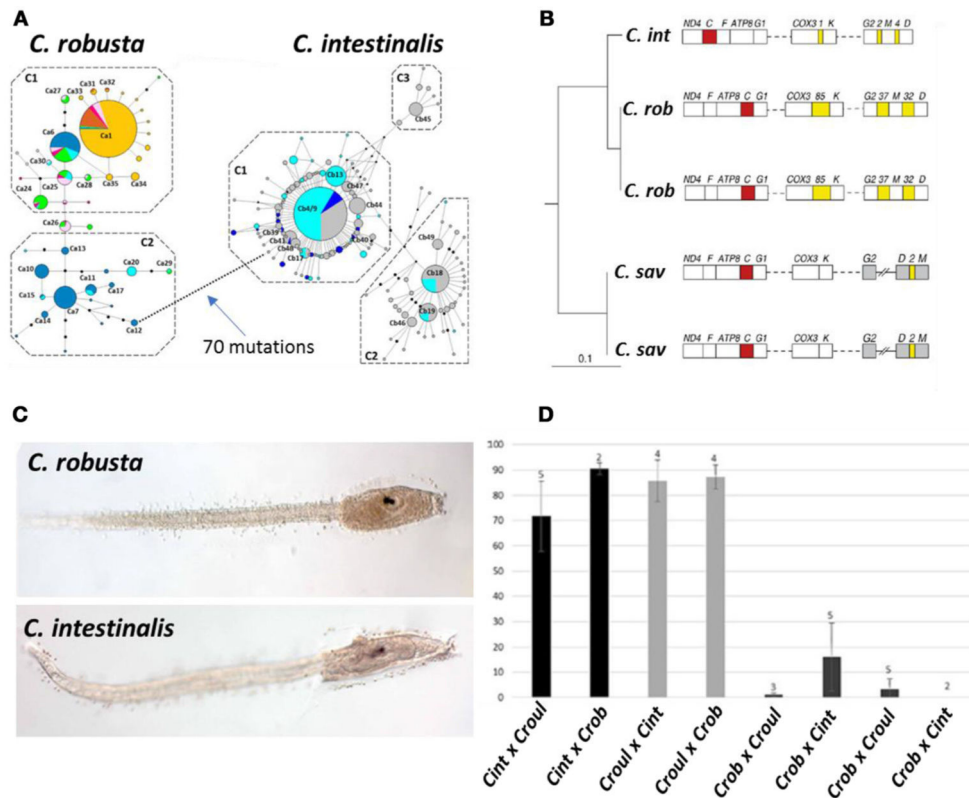 A
C. robusta
C. intestinalis
C1
Ca27
Ca33
Ca31
Ca32
Ca6
Ca1
Ca30
Ca24
Ca25
Ca28
Ca35
Ca34
Ca26
C2
Ca13
Ca10
Ca20
Ca29
Ca11
Ca17
Ca15
Ca7
Ca14
Ca12
C3
Cb45
C1
Cb13
Cb47
Cb4/9
Cb44
Cb39
Cb41
Cb48
Cb40
Cb17
Cb49
Cb18
Cb19
Cb46
C2
70 mutations
B
C. int
ND4 C F ATP8 G1 COX3 1 K G2 2 M 4 D
C. rob
ND4 F ATP8 C G1 COX3 85 K G2 37 M 32 D
C. rob
ND4 F ATP8 C G1 COX3 85 K G2 37 M 32 D
C. sav
ND4 F ATP8 C G1 COX3 K G2 D 2 M
C. sav
ND4 F ATP8 C G1 COX3 K G2 D 2 M
0.1
C
C. robusta
C. intestinalis
D
100
90
80
70
60
50
40
30
20
10
0
5
2
4
4
3
5
5
2
Cint x Croul
Cint x Crob
Croul x Cint
Croul x Crob
Crob x Croul
Crob x Cint
Crob x Croul
Crob x Cint